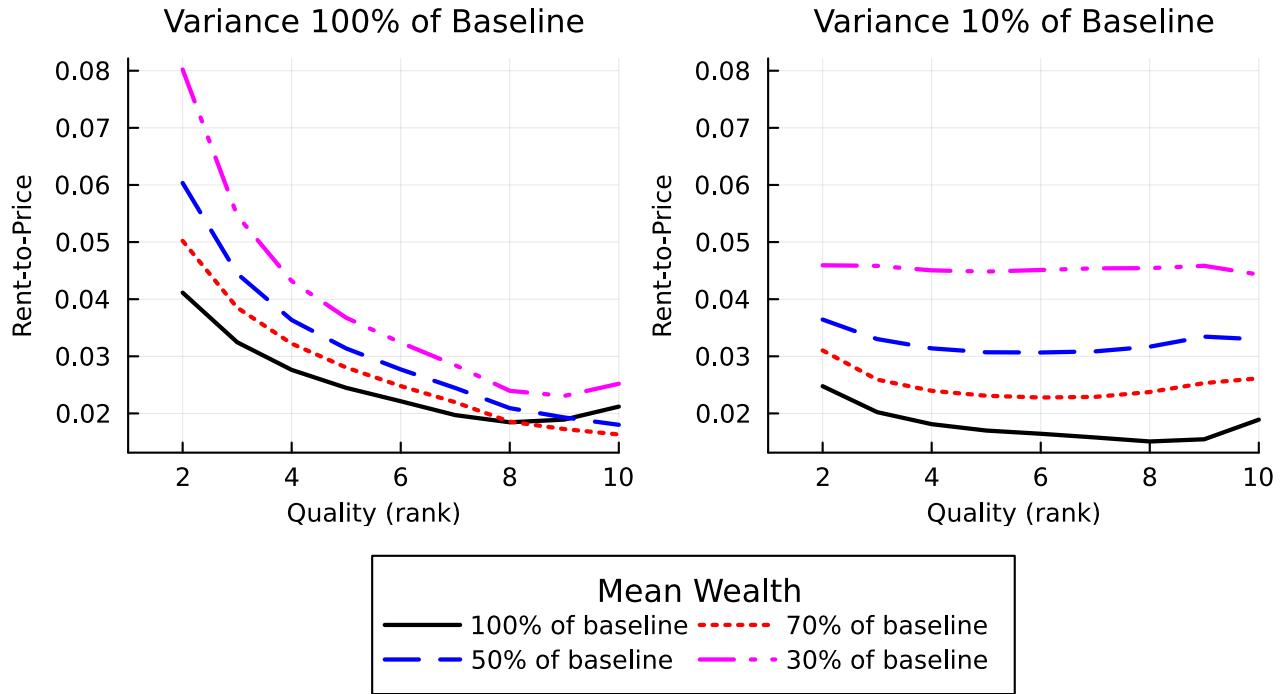 Variance 100% of Baseline
Rent-to-Price
0.08
0.07
0.06
0.05
0.04
0.03
0.02
2 4 6 8 10
Quality (rank)
Variance 10% of Baseline
Rent-to-Price
0.08
0.07
0.06
0.05
0.04
0.03
0.02
2 4 6 8 10
Quality (rank)
Mean Wealth
100% of baseline 70% of baseline
50% of baseline 30% of baseline